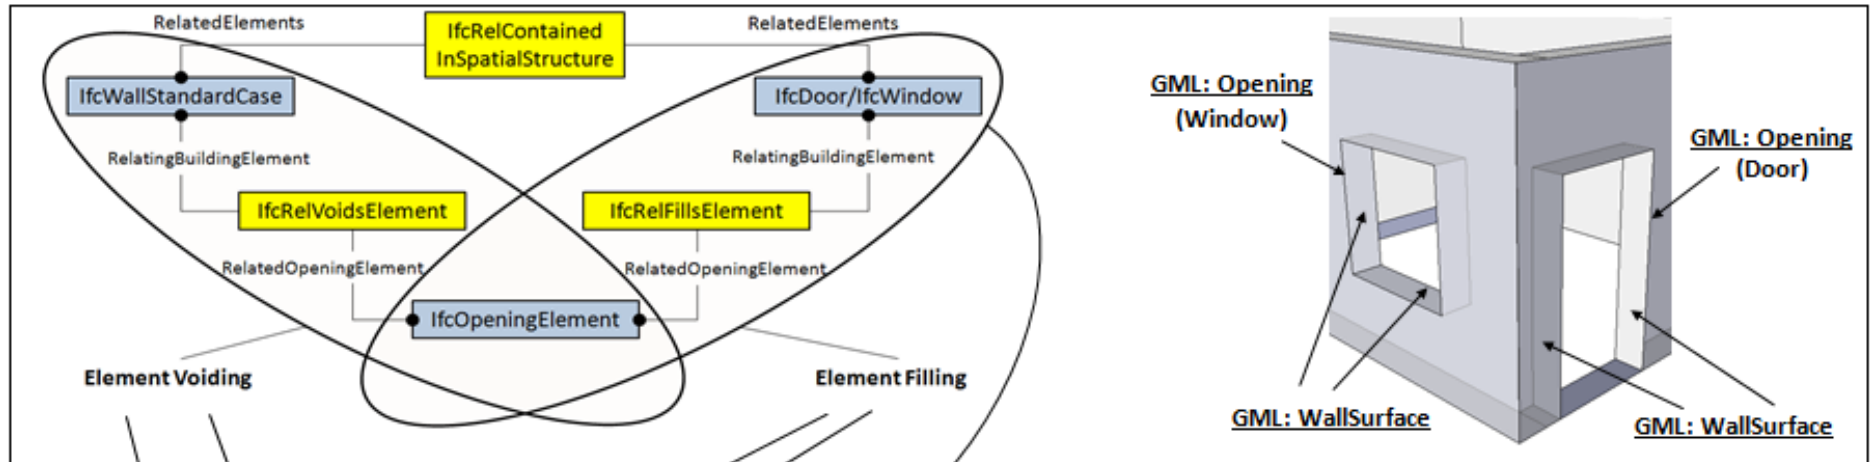 RelatedElements
IfcRelContained
InSpatialStructure
RelatedElements
IfcWallStandardCase
IfcDoor/IfcWindow
RelatingBuildingElement
RelatingBuildingElement
IfcRelVoidsElement
IfcRelFillsElement
RelatedOpeningElement
RelatedOpeningElement
IfcOpeningElement
Element Voiding
Element Filling
GML: Opening
(Window)
GML: Opening
(Door)
GML: WallSurface
GML: WallSurface